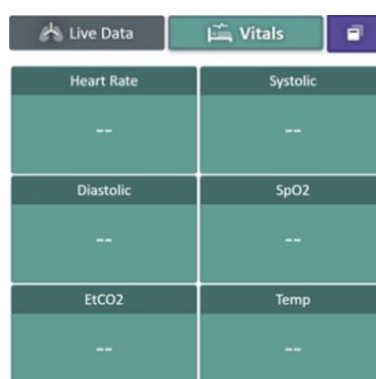 Live Data Vitals
Heart Rate Systolic
-- --
Diastolic SpO2
-- --
EtCO2 Temp
-- --